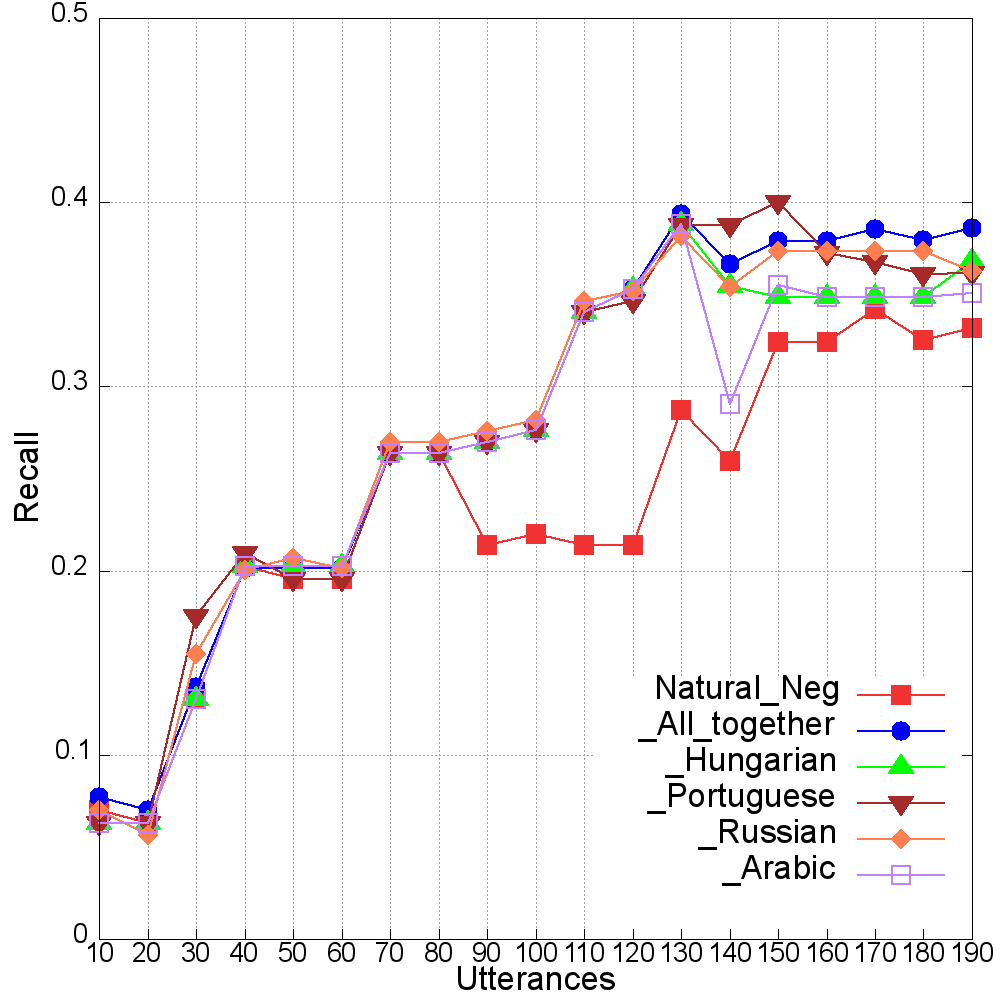 0.5
0.4
0.3
0.2
0.1
0
Recall
Natural_Neg
_All_together
_Hungarian
_Portuguese
_Russian
_Arabic
10 20 30 40 50 60 70 80 90 100 110 120 130 140 150 160 170 180 190
Utterances